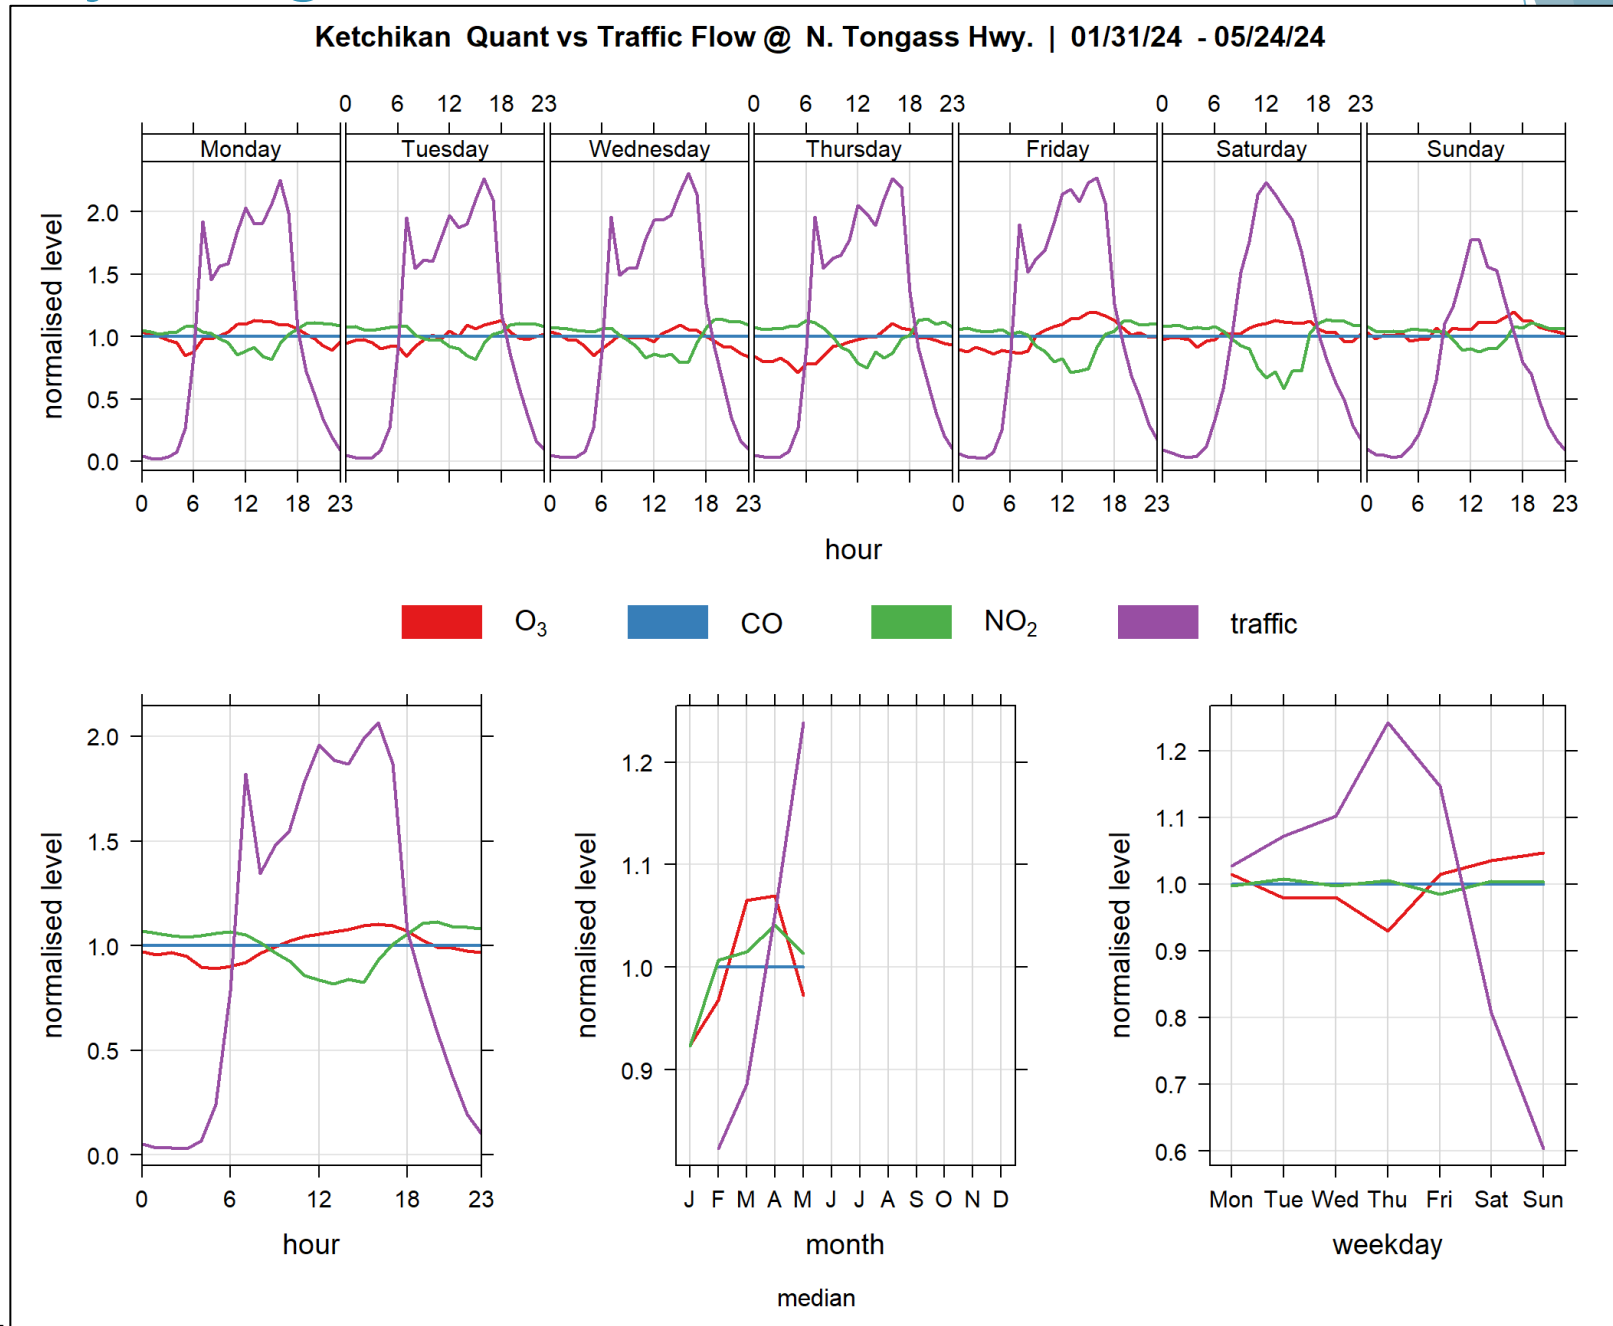 Ketchikan Quant vs Traffic Flow @ N. Tongass Hwy. | 01/31/24 - 05/24/24
0 6 12 18 23 0 6 12 18 23 0 6 12 18 23
Monday Tuesday Wednesday Thursday Friday Saturday Sunday
normalised level
2.0
1.5
1.0
0.5
0.0
0 6 12 18 23 0 6 12 18 23 0 6 12 18 23 0 6 12 18 23
hour
O₃ CO NO₂ traffic
normalised level
2.0
1.5
1.0
0.5
0.0
0 6 12 18 23
hour
normalised level
1.2
1.1
1.0
0.9
J F M A M J J A S O N D
month
normalised level
1.2
1.1
1.0
0.9
0.8
0.7
0.6
Mon Tue Wed Thu Fri Sat Sun
weekday
median